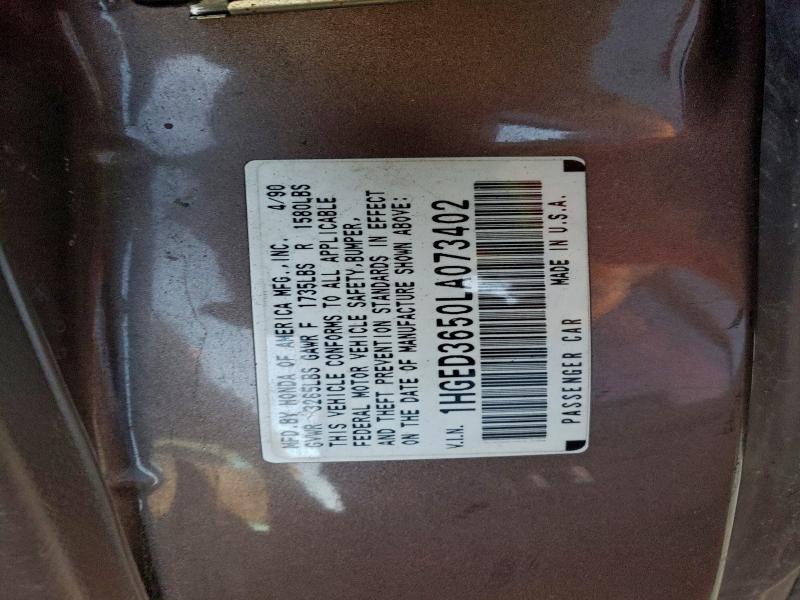 MFD.BY HONDA OF AMERICA MFG.,INC. 4/90
GVWR 3265LBS GAWR F 1735LBS R 1580LBS
THIS VEHICLE CONFORMS TO ALL APPLICABLE
FEDERAL MOTOR VEHICLE SAFETY,BUMPER,
AND THEFT PREVENTION STANDARDS IN EFFECT
ON THE DATE OF MANUFACTURE SHOWN ABOVE:
V.I.N. 1HGED3650LA073402
PASSENGER CAR MADE IN U.S.A.